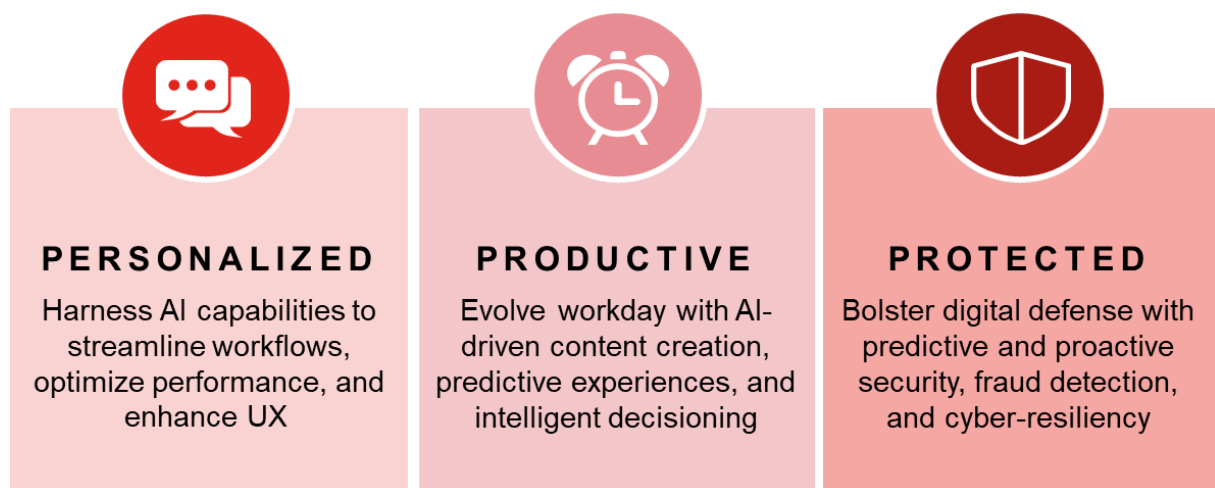 PERSONALIZED
Harness AI capabilities to
streamline workflows,
optimize performance, and
enhance UX
PRODUCTIVE
Evolve workday with AI-
driven content creation,
predictive experiences, and
intelligent decisioning
PROTECTED
Bolster digital defense with
predictive and proactive
security, fraud detection,
and cyber-resiliency